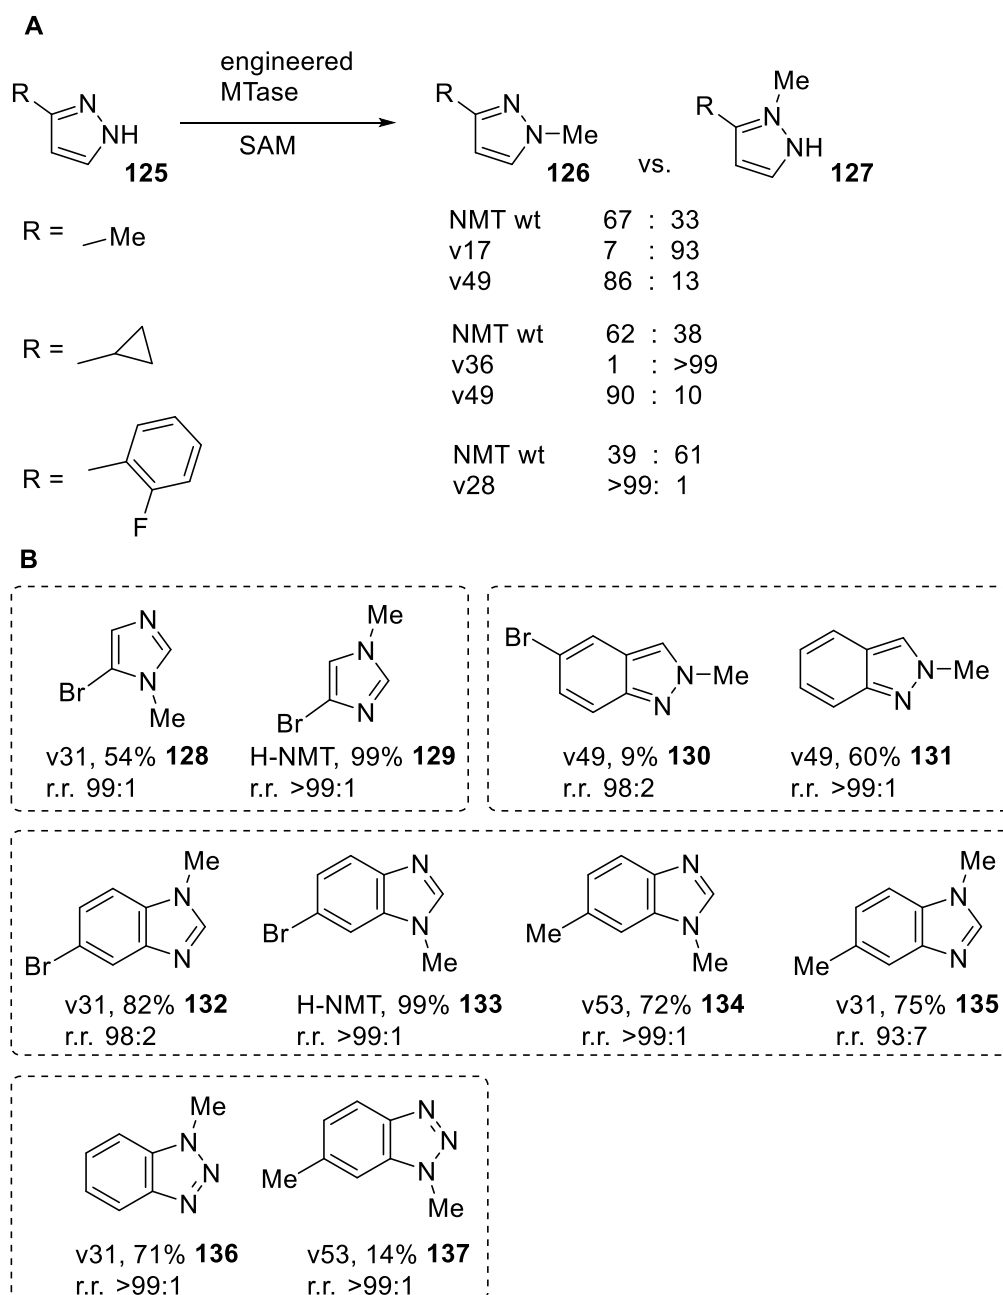 A
engineered
MTase
SAM
R
N
NH
125
R
N
N
Me
126
vs.
Me
R
N
NH
127
R = Me
NMT wt 67 : 33
v17 7 : 93
v49 86 : 13
R =
NMT wt 62 : 38
v36 1 : >99
v49 90 : 10
R =
F
NMT wt 39 : 61
v28 >99: 1
B
N
N
Br
Me
v31, 54% 128
r.r. 99:1
Me
N
N
Br
H-NMT, 99% 129
r.r. >99:1
Br
N
N
Me
v49, 9% 130
r.r. 98:2
N
N
Me
v49, 60% 131
r.r. >99:1
Me
N
N
Br
v31, 82% 132
r.r. 98:2
N
N
Br
Me
H-NMT, 99% 133
r.r. >99:1
N
N
Me
Me
v53, 72% 134
r.r. >99:1
Me
N
N
Me
v31, 75% 135
r.r. 93:7
Me
N
N
N
v31, 71% 136
r.r. >99:1
N
N
N
Me
Me
v53, 14% 137
r.r. >99:1